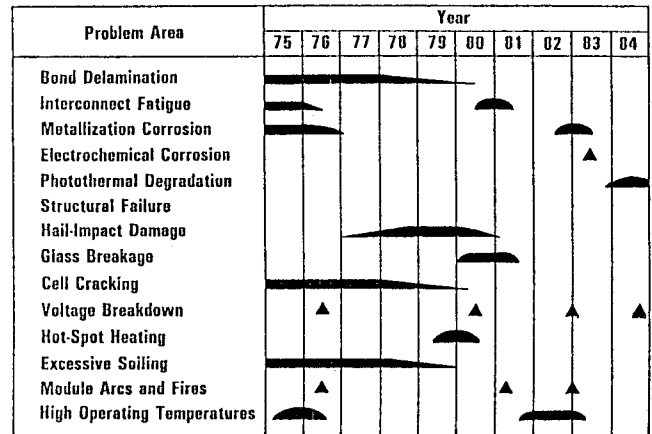 Problem Area
Year
75 76 77 78 79 80 81 82 83 84
Bond Delamination
Interconnect Fatigue
Metallization Corrosion
Electrochemical Corrosion
Photothermal Degradation
Structural Failure
Hail-Impact Damage
Glass Breakage
Cell Cracking
Voltage Breakdown
Hot-Spot Heating
Excessive Soiling
Module Arcs and Fires
High Operating Temperatures